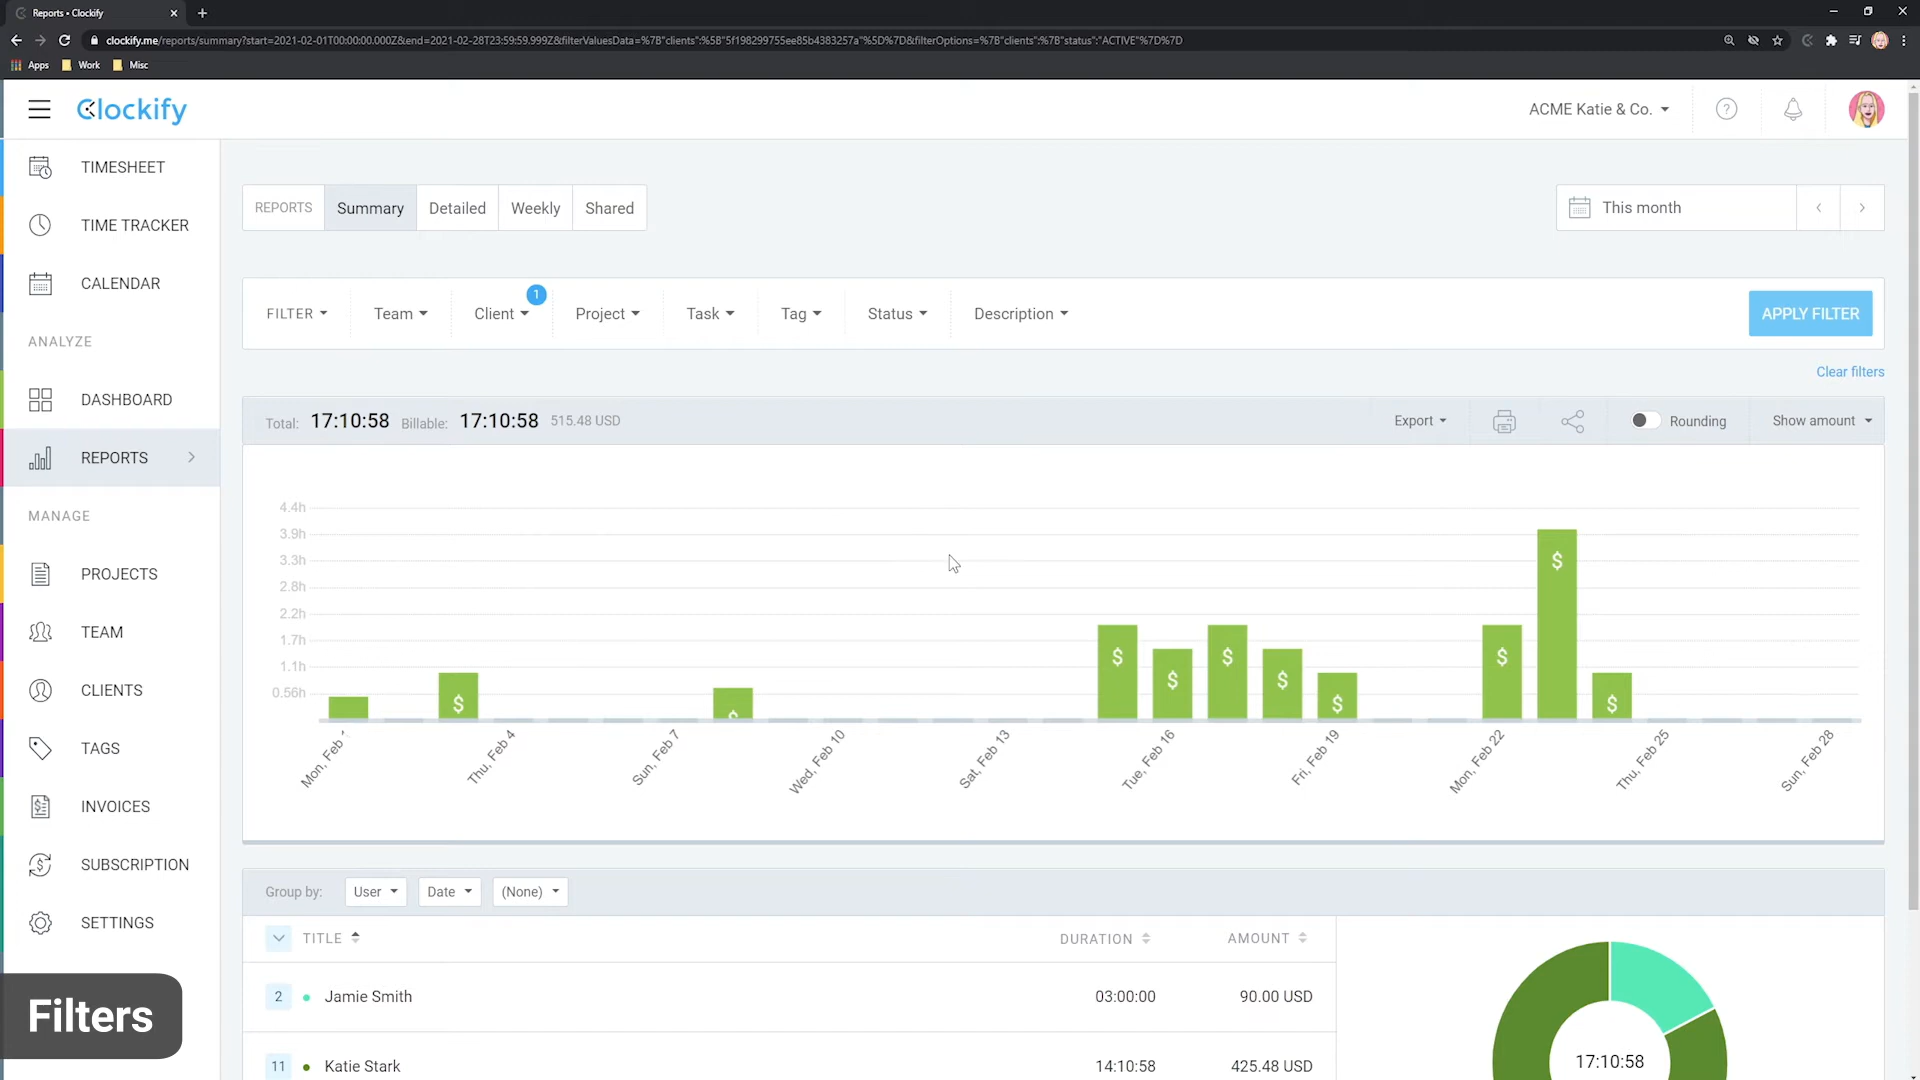 Reports • Clockify
clockify.me/reports/summary?start=2021-02-01T00:00:00.000Z&end=2021-02-28T23:59:59.999Z&filterValuesData=%7B"clients":%5B"5f198299755ee85b4383257a"%5D%7D&filterOptions=%7B"clients":%7B"status":"ACTIVE"%7D%7D
Apps Work Misc
Clockify
ACME Katie & Co.
?
TIMESHEET
TIME TRACKER
CALENDAR
ANALYZE
DASHBOARD
REPORTS
MANAGE
PROJECTS
TEAM
CLIENTS
TAGS
INVOICES
SUBSCRIPTION
SETTINGS
Filters
REPORTS Summary Detailed Weekly Shared
This month
FILTER Team Client 1 Project Task Tag Status Description
APPLY FILTER
Clear filters
Total: 17:10:58 Billable: 17:10:58 515.48 USD
Export Rounding Show amount
4.4h
3.9h
3.3h
2.8h
2.2h
1.7h
1.1h
0.56h
$ $ $ $ $ $ $ $ $ $ $
Mon, Feb 1
Thu, Feb 4
Sun, Feb 7
Wed, Feb 10
Sat, Feb 13
Tue, Feb 16
Fri, Feb 19
Mon, Feb 22
Thu, Feb 25
Sun, Feb 28
Group by: User Date (None)
TITLE DURATION AMOUNT
2 Jamie Smith 03:00:00 90.00 USD
11 Katie Stark 14:10:58 425.48 USD
17:10:58